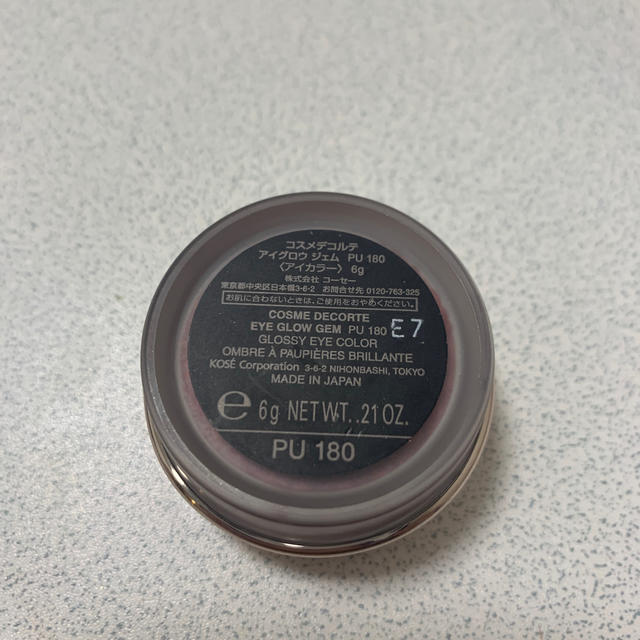 コスメデコルテ
アイグロウ ジェム PU 180
〈アイカラー〉 6g
株式会社 コーセー
東京都中央区日本橋3-6-2 お問合せ先 0120-763-325
お肌に合わないときは、ご使用をおやめください。
COSME DECORTE
EYE GLOW GEM PU 180 E7
GLOSSY EYE COLOR
OMBRE À PAUPIÈRES BRILLANTE
KOSÉ Corporation 3-6-2 NIHONBASHI, TOKYO
MADE IN JAPAN
e 6g NET WT. .21 OZ.
PU 180